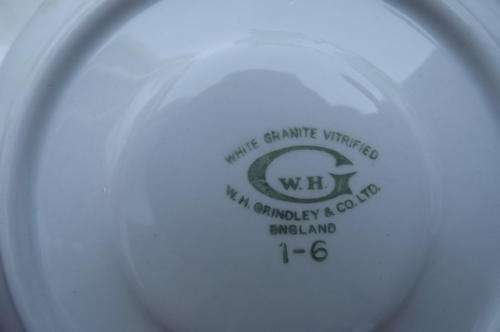 WHITE GRANITE VITRIFIED
G
W.H.
W.H. GRINDLEY & CO. LTD.
ENGLAND
1-6